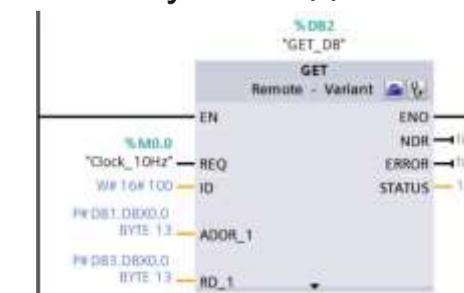 %DB2
"GET_DB"
GET
Remote - Variant
EN
ENO
%M0.0
"Clock_10Hz"
REQ
NDR
ERROR
W#16#100
ID
STATUS
P#DB1.DBX0.0
BYTE 13
ADDR_1
P#DB3.DBX0.0
BYTE 13
RD_1